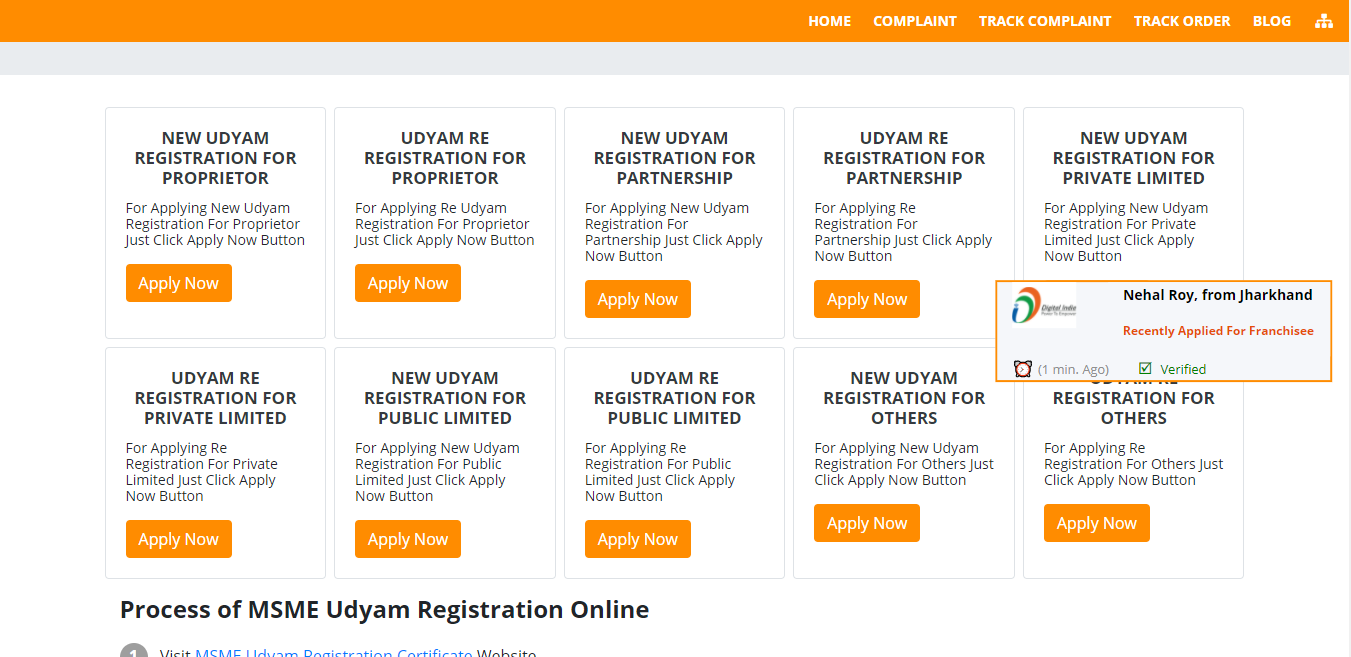 HOME COMPLAINT TRACK COMPLAINT TRACK ORDER BLOG
NEW UDYAM
REGISTRATION FOR
PROPRIETOR
For Applying New Udyam
Registration For Proprietor
Just Click Apply Now Button
Apply Now
UDYAM RE
REGISTRATION FOR
PROPRIETOR
For Applying Re Udyam
Registration For Proprietor
Just Click Apply Now Button
Apply Now
NEW UDYAM
REGISTRATION FOR
PARTNERSHIP
For Applying New Udyam
Registration For
Partnership Just Click Apply
Now Button
Apply Now
UDYAM RE
REGISTRATION FOR
PARTNERSHIP
For Applying Re
Registration For
Partnership Just Click Apply
Now Button
Apply Now
NEW UDYAM
REGISTRATION FOR
PRIVATE LIMITED
For Applying New Udyam
Registration For Private
Limited Just Click Apply
Now Button
Digital India
Nehal Roy, from Jharkhand
Recently Applied For Franchisee
(1 min. Ago) Verified
UDYAM RE
REGISTRATION FOR
PRIVATE LIMITED
For Applying Re
Registration For Private
Limited Just Click Apply
Now Button
Apply Now
NEW UDYAM
REGISTRATION FOR
PUBLIC LIMITED
For Applying New Udyam
Registration For Public
Limited Just Click Apply
Now Button
Apply Now
UDYAM RE
REGISTRATION FOR
PUBLIC LIMITED
For Applying Re
Registration For Public
Limited Just Click Apply
Now Button
Apply Now
NEW UDYAM
REGISTRATION FOR
OTHERS
For Applying New Udyam
Registration For Others Just
Click Apply Now Button
Apply Now
UDYAM RE
REGISTRATION FOR
OTHERS
For Applying Re
Registration For Others Just
Click Apply Now Button
Apply Now
Process of MSME Udyam Registration Online
1 Visit MSME Udyam Registration Certificate Website